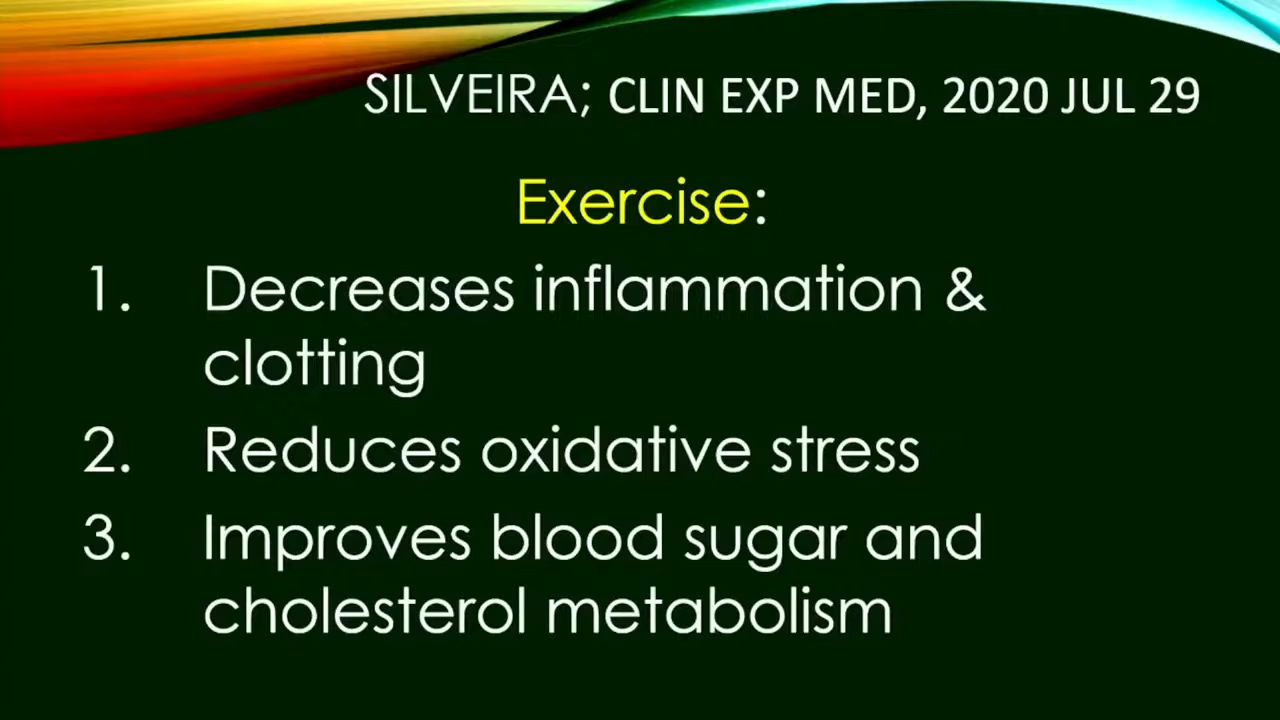 SILVEIRA; CLIN EXP MED, 2020 JUL 29
Exercise:
1. Decreases inflammation &
clotting
2. Reduces oxidative stress
3. Improves blood sugar and
cholesterol metabolism